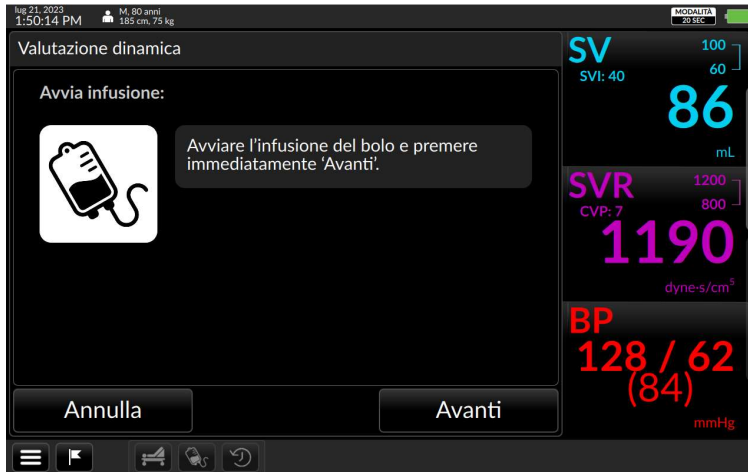 lug 21, 2023
1:50:14 PM
M, 80 anni
185 cm, 75 kg
MODALITÀ
20 SEC
Valutazione dinamica
Avvia infusione:
Avviare l'infusione del bolo e premere
immediatamente 'Avanti'.
Annulla
Avanti
SV
100
SVI: 40
60
86
mL
SVR
1200
CVP: 7
800
1190
dyne·s/cm⁵
BP
128 / 62
(84)
mmHg